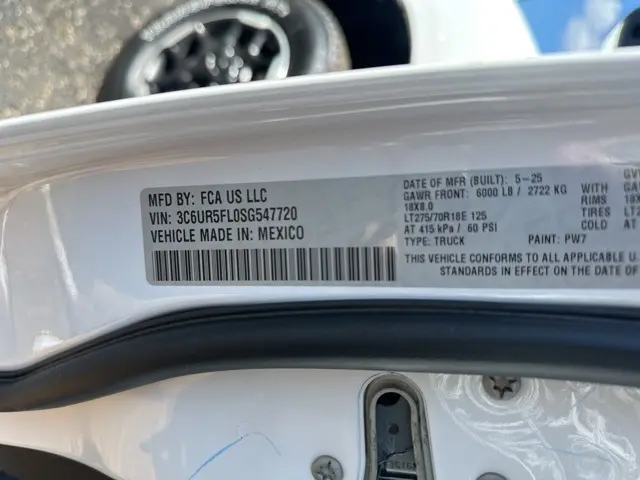 MFD BY: FCA US LLC
VIN: 3C6UR5FL0SG547720
VEHICLE MADE IN: MEXICO
DATE OF MFR (BUILT): 5-25
GAWR FRONT: 6000 LB / 2722 KG
18X8.0
LT275/70R18E 125
AT 415 kPa / 60 PSI
TYPE: TRUCK PAINT: PW7
THIS VEHICLE CONFORMS TO ALL APPLICABLE U.
STANDARDS IN EFFECT ON THE DATE OF
WITH
RIMS
TIRES
COLD